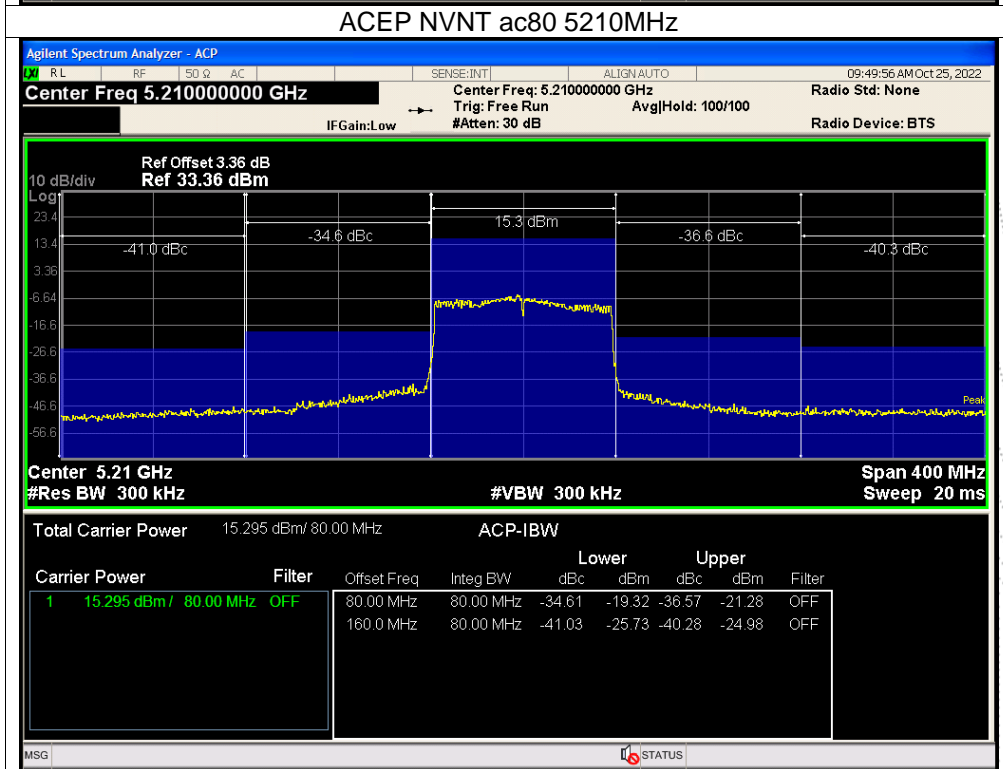 ACEP NVNT ac80 5210MHz
Agilent Spectrum Analyzer - ACP
LXI RL RF 50 Ω AC SENSE:INT ALIGN AUTO 09:49:56 AM Oct 25, 2022
Center Freq 5.210000000 GHz Center Freq: 5.210000000 GHz Radio Std: None
Trig: Free Run Avg|Hold: 100/100
IFGain:Low #Atten: 30 dB Radio Device: BTS
Ref Offset 3.36 dB
10 dB/div Ref 33.36 dBm
Log
23.4
13.4
3.36
-6.64
-16.6
-26.6
-36.6
-46.6
-56.6
-41.0 dBc -34.6 dBc 15.3 dBm -36.6 dBc -40.3 dBc
Peak
Center 5.21 GHz Span 400 MHz
#Res BW 300 kHz #VBW 300 kHz Sweep 20 ms
Total Carrier Power 15.295 dBm/ 80.00 MHz ACP-IBW
Lower Upper
Carrier Power Filter Offset Freq Integ BW dBc dBm dBc dBm Filter
1 15.295 dBm / 80.00 MHz OFF 80.00 MHz 80.00 MHz -34.61 -19.32 -36.57 -21.28 OFF
160.0 MHz 80.00 MHz -41.03 -25.73 -40.28 -24.98 OFF
MSG STATUS